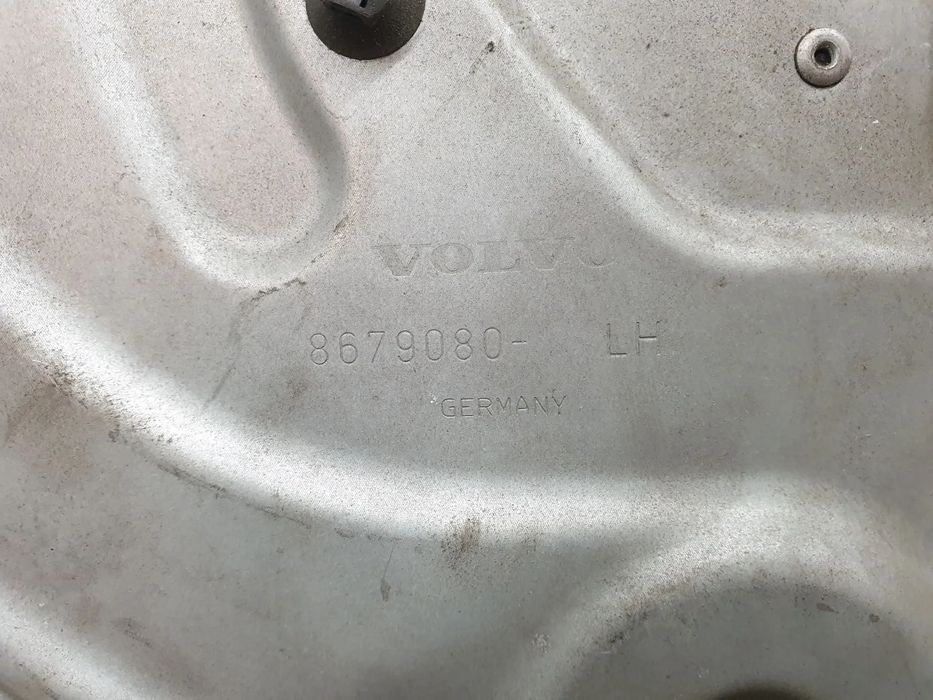 VOLVO
8679080- LH
GERMANY